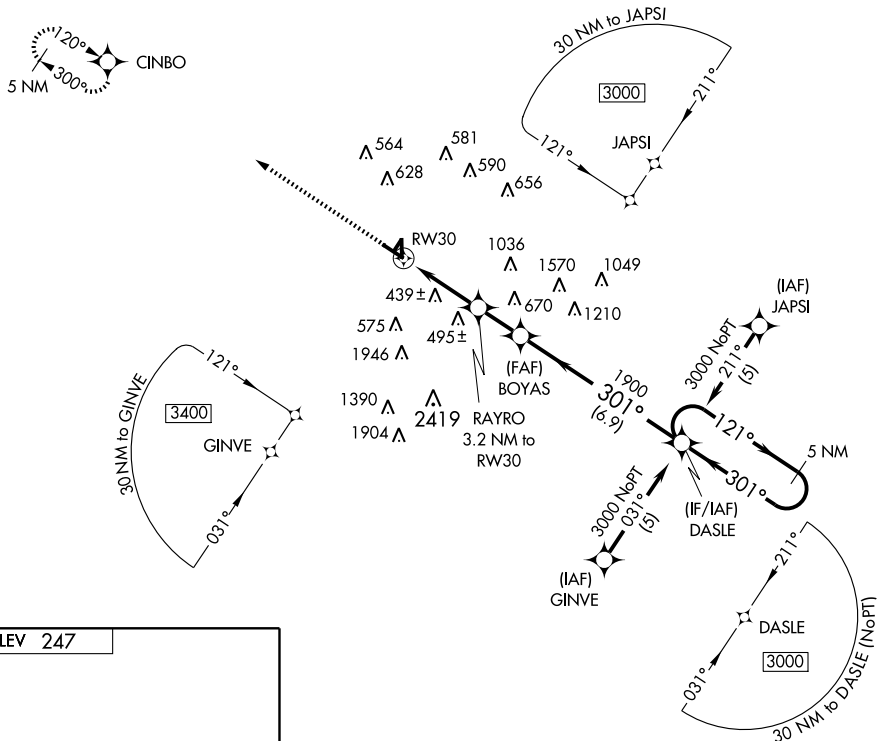 120°
300°
5 NM
CINBO
30 NM to JAPSI
3000
211°
121°
JAPSI
564
581
628
590
656
RW30
1036
1570
1049
439±
670
1210
575
495±
1946
(FAF)
BOYAS
1390
2419
1904
RAYRO
3.2 NM to
RW30
1900
301°
(6.9)
(IAF)
JAPSI
3000 NoPT
211°
(5)
121°
5 NM
301°
(IF/IAF)
DASLE
3000 NoPT
031°
(5)
(IAF)
GINVE
30 NM to GINVE
121°
3400
GINVE
031°
211°
DASLE
3000
031°
30 NM to DASLE (NoPT)
LEV 247